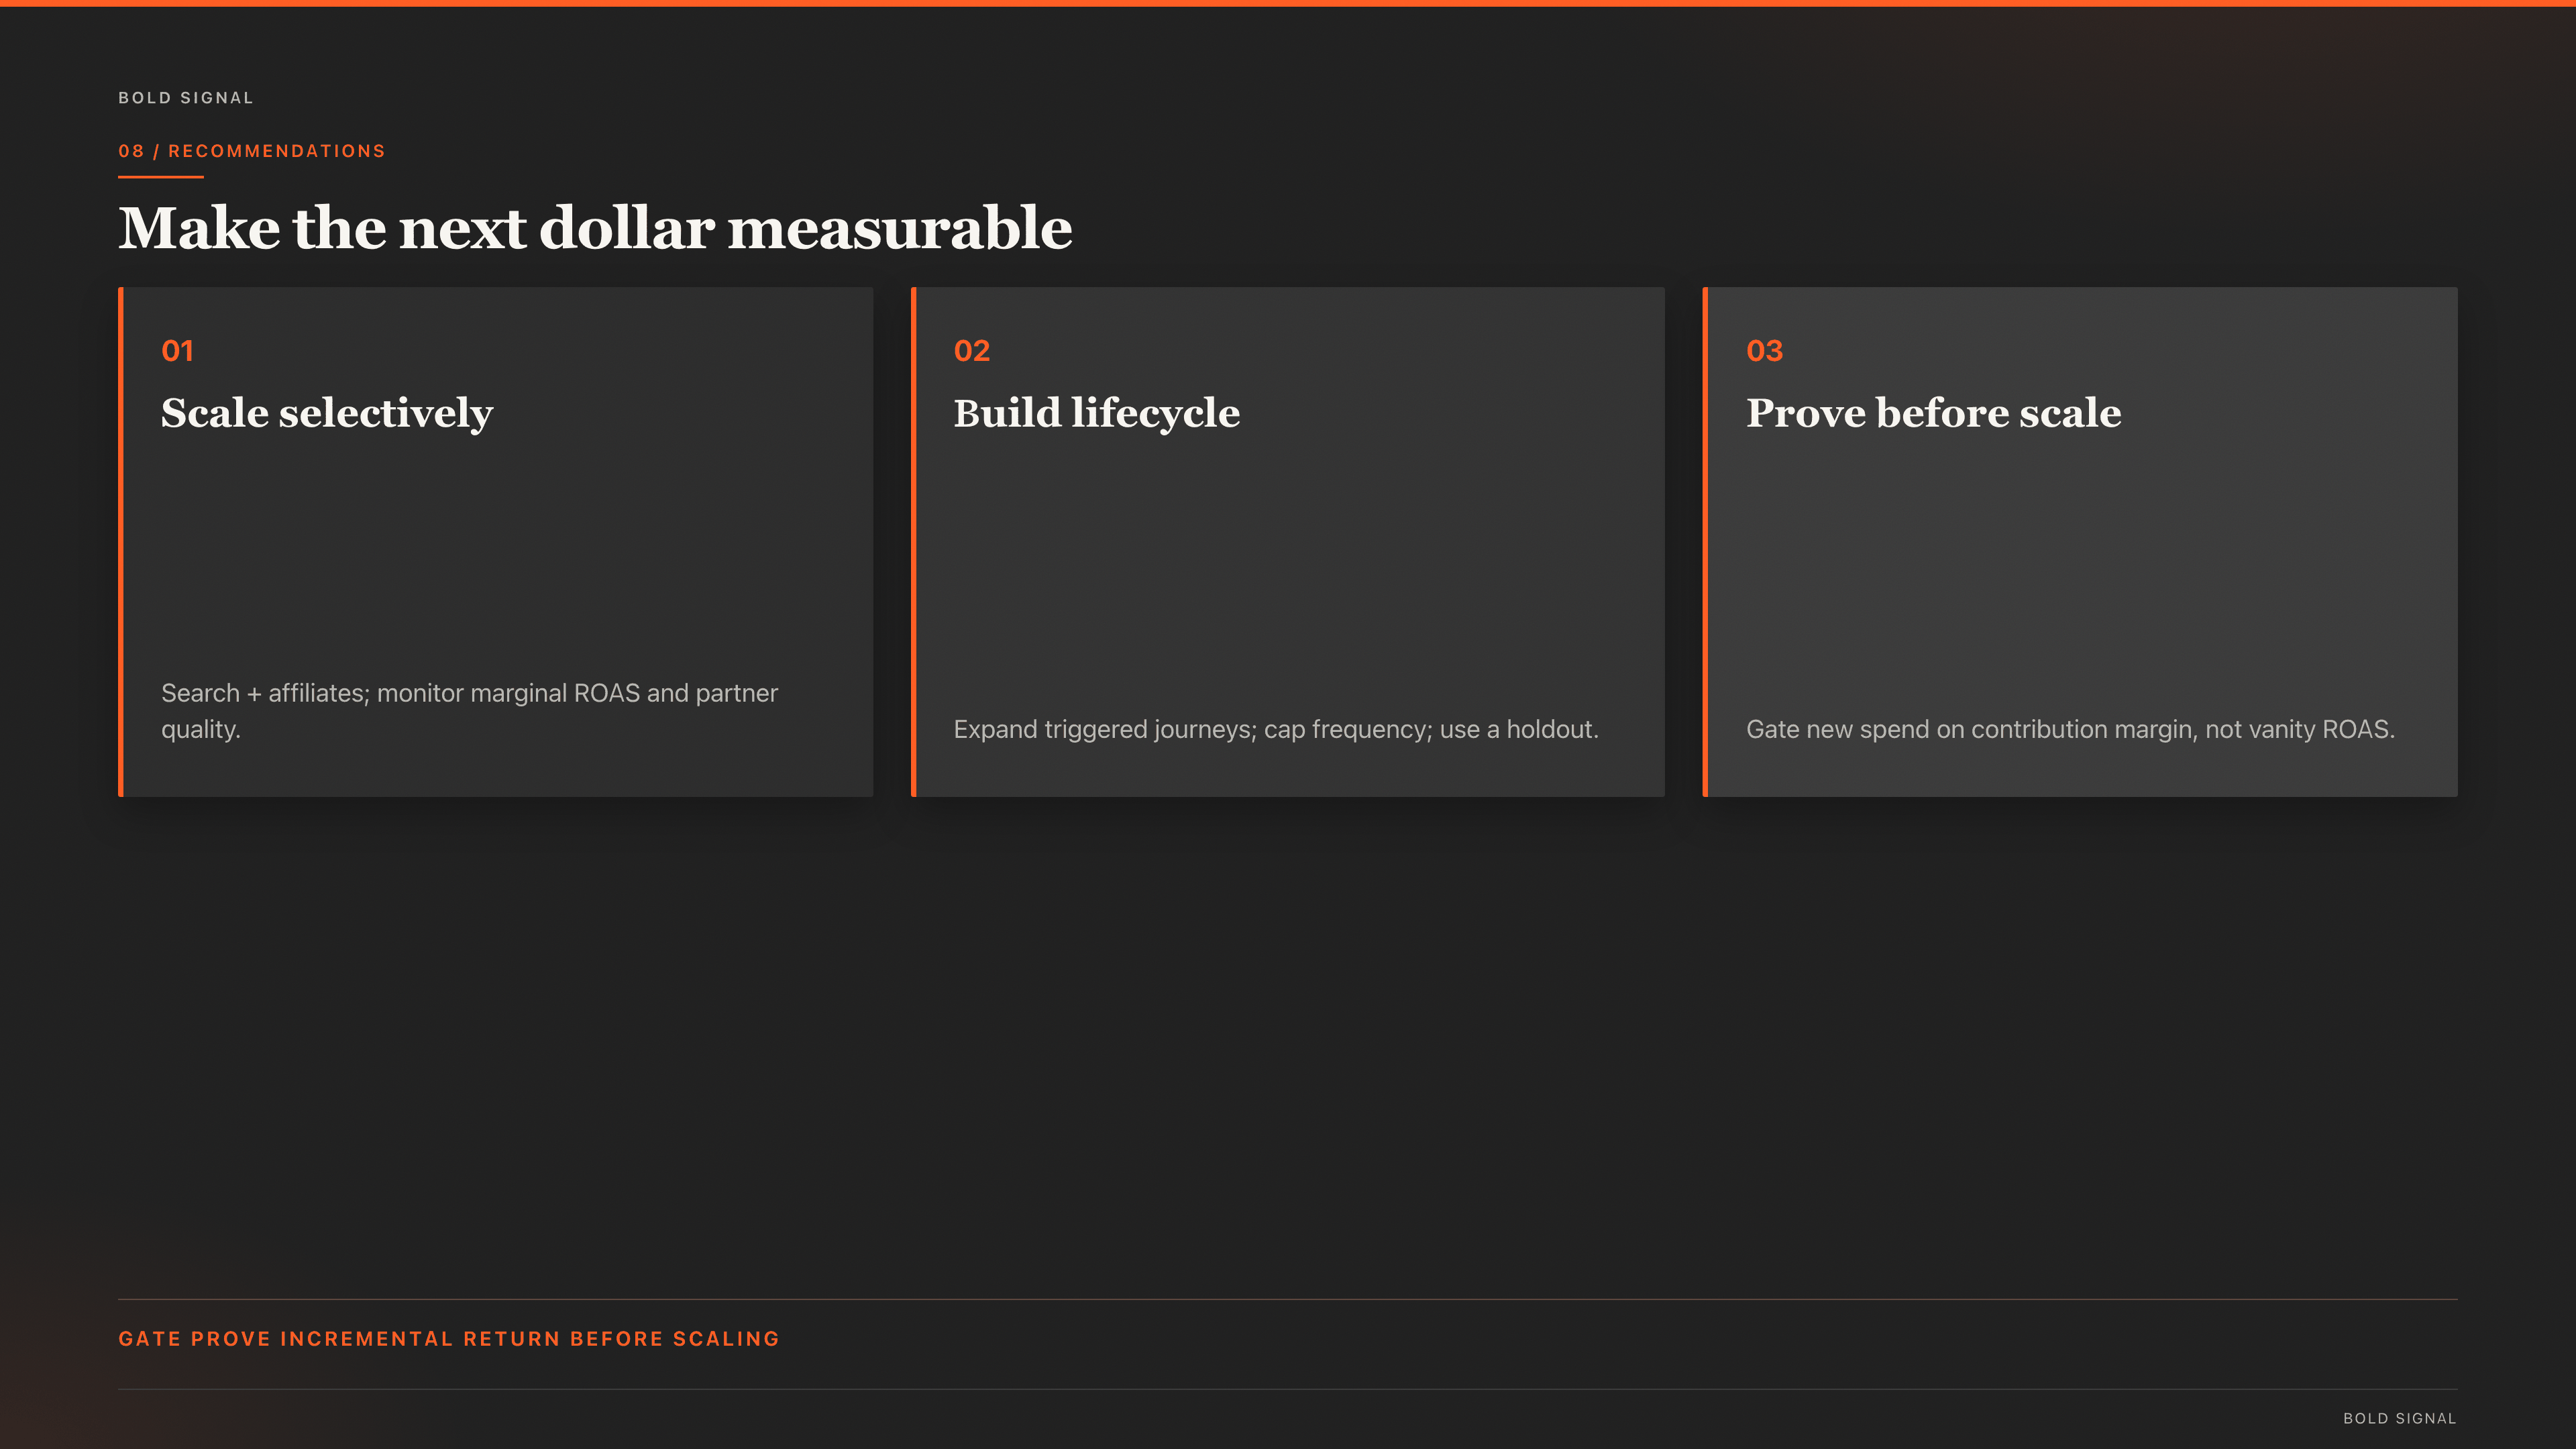 BOLD SIGNAL
08 / RECOMMENDATIONS
Make the next dollar measurable
01
Scale selectively
Search + affiliates; monitor marginal ROAS and partner
quality.
02
Build lifecycle
Expand triggered journeys; cap frequency; use a holdout.
03
Prove before scale
Gate new spend on contribution margin, not vanity ROAS.
GATE PROVE INCREMENTAL RETURN BEFORE SCALING
BOLD SIGNAL